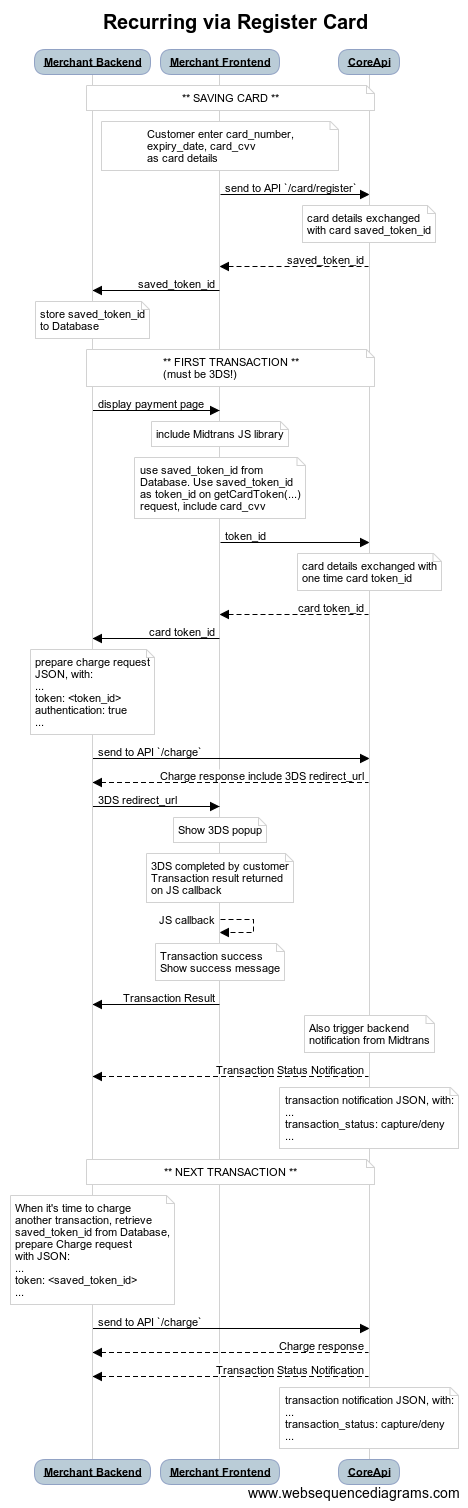 Recurring via Register Card
Merchant Backend
Merchant Frontend
CoreApi
** SAVING CARD **
Customer enter card_number,
expiry_date, card_cvv
as card details
send to API `/card/register`
card details exchanged
with card saved_token_id
saved_token_id
saved_token_id
store saved_token_id
to Database
** FIRST TRANSACTION **
(must be 3DS!)
display payment page
include Midtrans JS library
use saved_token_id from
Database. Use saved_token_id
as token_id on getCardToken(...)
request, include card_cvv
token_id
card details exchanged with
one time card token_id
card token_id
card token_id
prepare charge request
JSON, with:
...
token: <token_id>
authentication: true
...
send to API `/charge`
Charge response include 3DS redirect_url
3DS redirect_url
Show 3DS popup
3DS completed by customer
Transaction result returned
on JS callback
JS callback
Transaction success
Show success message
Transaction Result
Also trigger backend
notification from Midtrans
Transaction Status Notification
transaction notification JSON, with:
...
transaction_status: capture/deny
...
** NEXT TRANSACTION **
When it's time to charge
another transaction, retrieve
saved_token_id from Database,
prepare Charge request
with JSON:
...
token: <saved_token_id>
...
send to API `/charge`
Charge response
Transaction Status Notification
transaction notification JSON, with:
...
transaction_status: capture/deny
...
Merchant Backend
Merchant Frontend
CoreApi
www.websequencediagrams.com